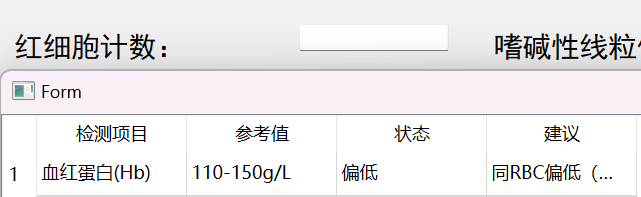 红细胞计数：
嗜碱性线粒
Form
检测项目 参考值 状态 建议
1 血红蛋白(Hb) 110-150g/L 偏低 同RBC偏低（...